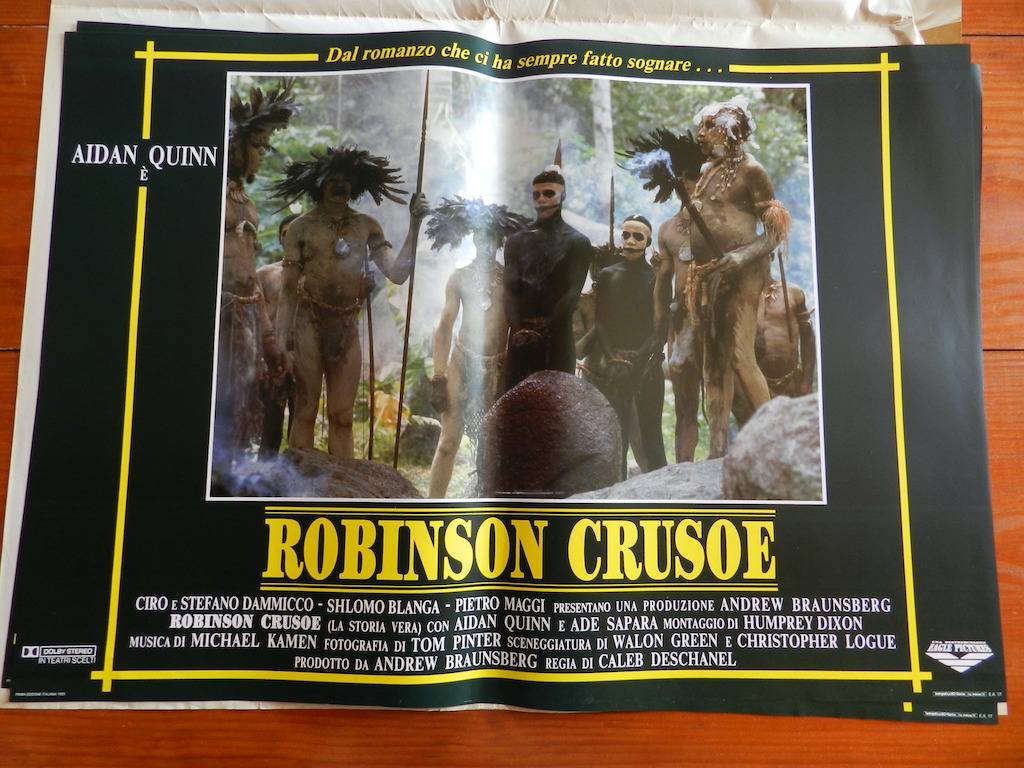 Dal romanzo che ci ha sempre fatto sognare . . .
AIDAN QUINN
È
ROBINSON CRUSOE
CIRO E STEFANO DAMMICCO - SHLOMO BLANGA - PIETRO MAGGI PRESENTANO UNA PRODUZIONE ANDREW BRAUNSBERG
ROBINSON CRUSOE (LA STORIA VERA) CON AIDAN QUINN E ADE SAPARA MONTAGGIO DI HUMPREY DIXON
MUSICA DI MICHAEL KAMEN FOTOGRAFIA DI TOM PINTER SCENEGGIATURA DI WALON GREEN E CHRISTOPHER LOGUE
PRODOTTO DA ANDREW BRAUNSBERG REGIA DI CALEB DESCHANEL
DOLBY STEREO
IN TEATRI SCELTI
EAGLE PICTURES